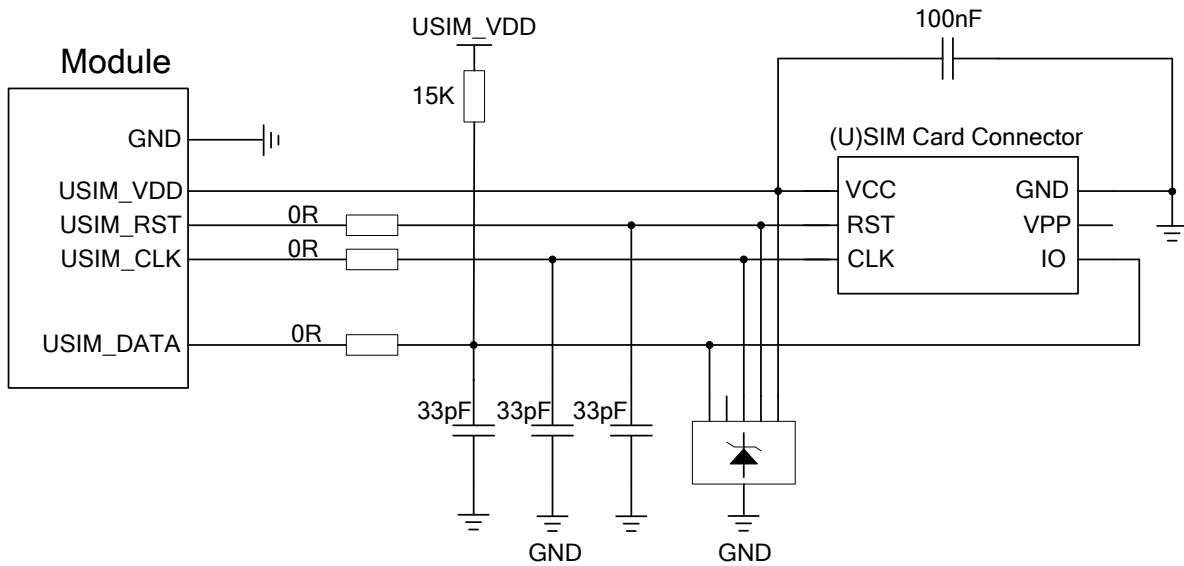 100nF
USIM_VDD
Module
15K
(U)SIM Card Connector
GND
USIM_VDD
USIM_RST
USIM_CLK
USIM_DATA
0R
0R
0R
VCC
RST
CLK
GND
VPP
IO
33pF
33pF
33pF
GND
GND